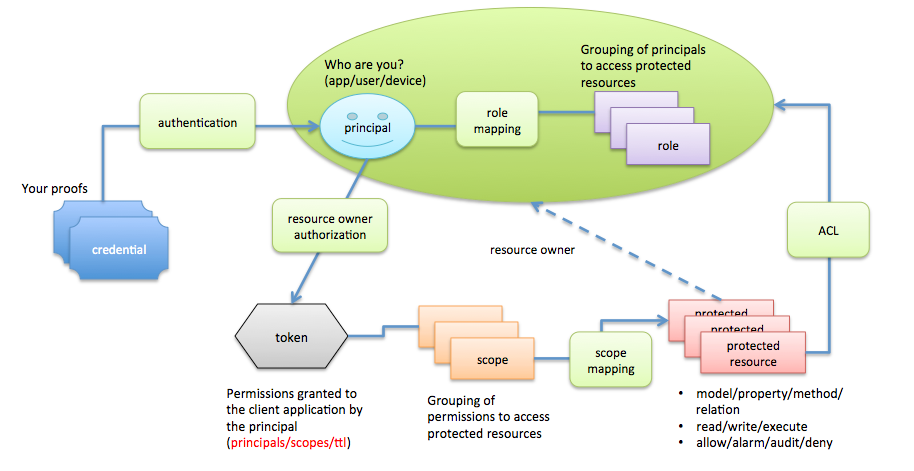 Who are you?
(app/user/device)
Grouping of principals
to access protected
resources
authentication
principal
role
mapping
role
Your proofs
credential
resource owner
authorization
resource owner
ACL
token
scope
scope
mapping
protected
protected
protected
resource
Permissions granted to
the client application by
the principal
(principals/scopes/ttl)
Grouping of
permissions to access
protected resources
• model/property/method/
relation
• read/write/execute
• allow/alarm/audit/deny